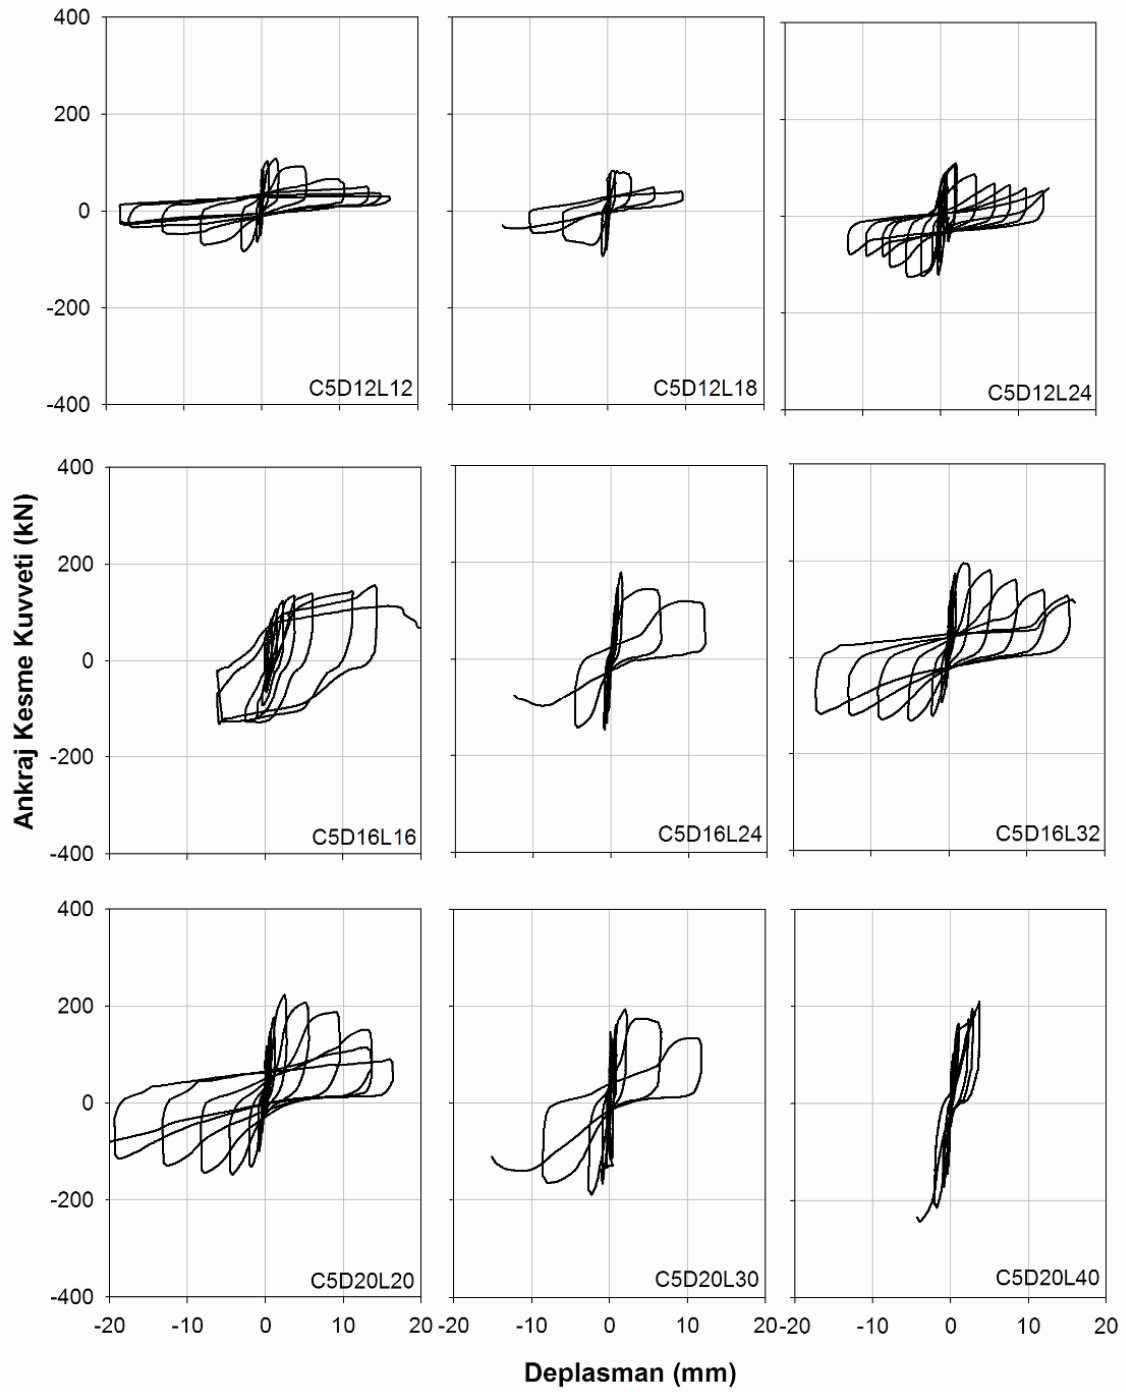 400
200
0
-200
-400
C5D12L12
C5D12L18
C5D12L24
400
200
0
-200
-400
C5D16L16
C5D16L24
C5D16L32
Ankraj Kesme Kuvveti (kN)
400
200
0
-200
-400
C5D20L20
C5D20L30
C5D20L40
-20 -10 0 10 20 -20 -10 0 10 20 -20 -10 0 10 20
Deplasman (mm)